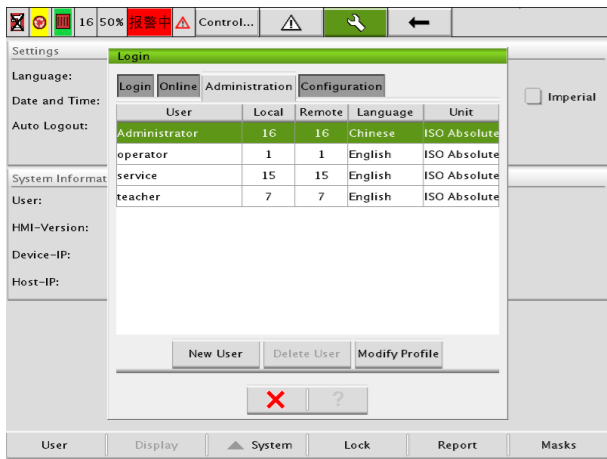 16 50% 报警中 Control...
Settings
Login
Language:
Login Online Administration Configuration
Date and Time:
Imperial
User Local Remote Language Unit
Auto Logout:
Administrator 16 16 Chinese ISO Absolute
operator 1 1 English ISO Absolute
System Informat
service 15 15 English ISO Absolute
User:
teacher 7 7 English ISO Absolute
HMI-Version:
Device-IP:
Host-IP:
New User Delete User Modify Profile
?
User Display System Lock Report Masks